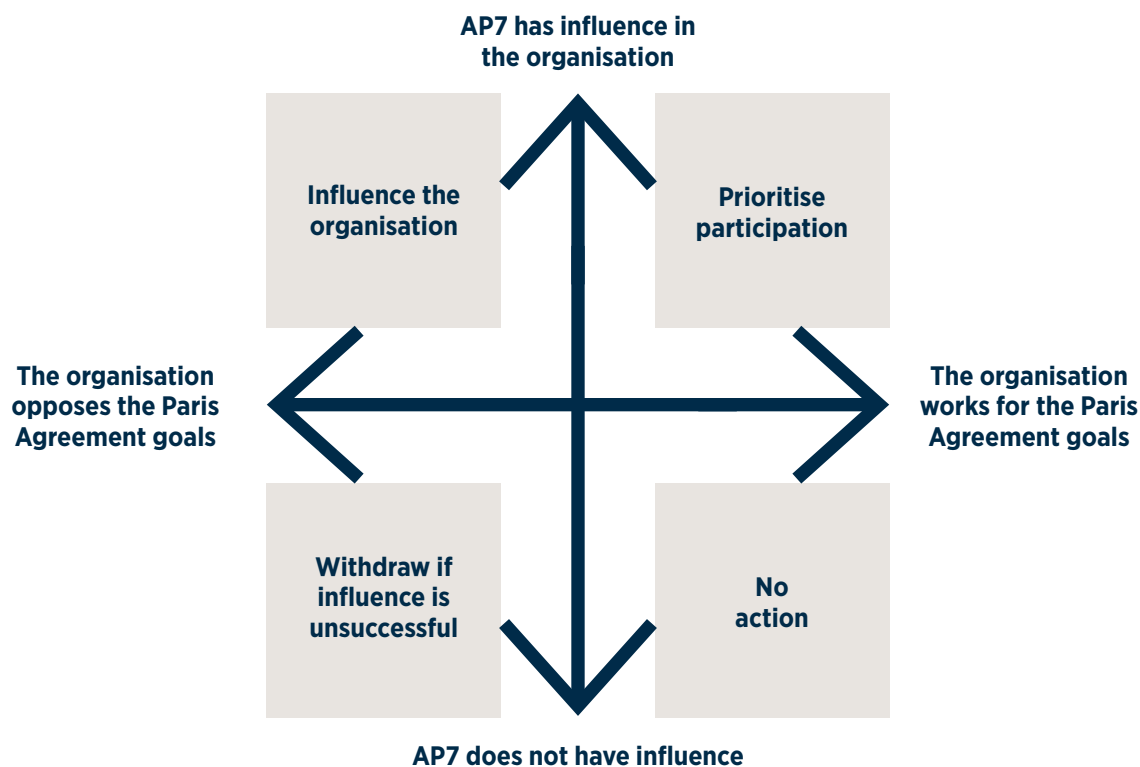 AP7 has influence in
the organisation
Influence the
organisation
Prioritise
participation
The organisation
opposes the Paris
Agreement goals
The organisation
works for the Paris
Agreement goals
Withdraw if
influence is
unsuccessful
No
action
AP7 does not have influence